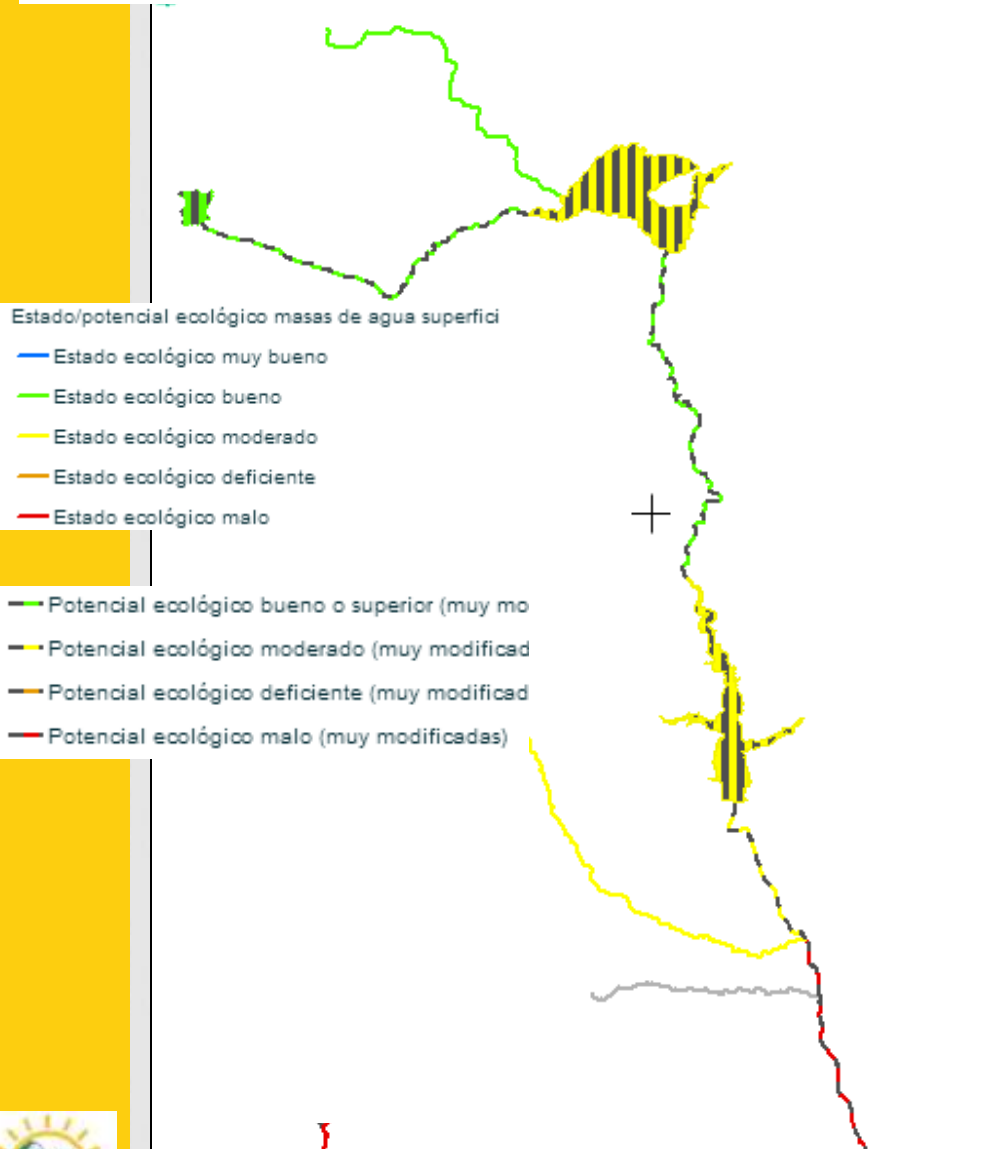 Estado/potencial ecológico masas de agua superfici
Estado ecológico muy bueno
Estado ecológico bueno
Estado ecológico moderado
Estado ecológico deficiente
Estado ecológico malo
Potencial ecológico bueno o superior (muy mo
Potencial ecológico moderado (muy modificad
Potencial ecológico deficiente (muy modificad
Potencial ecológico malo (muy modificadas)